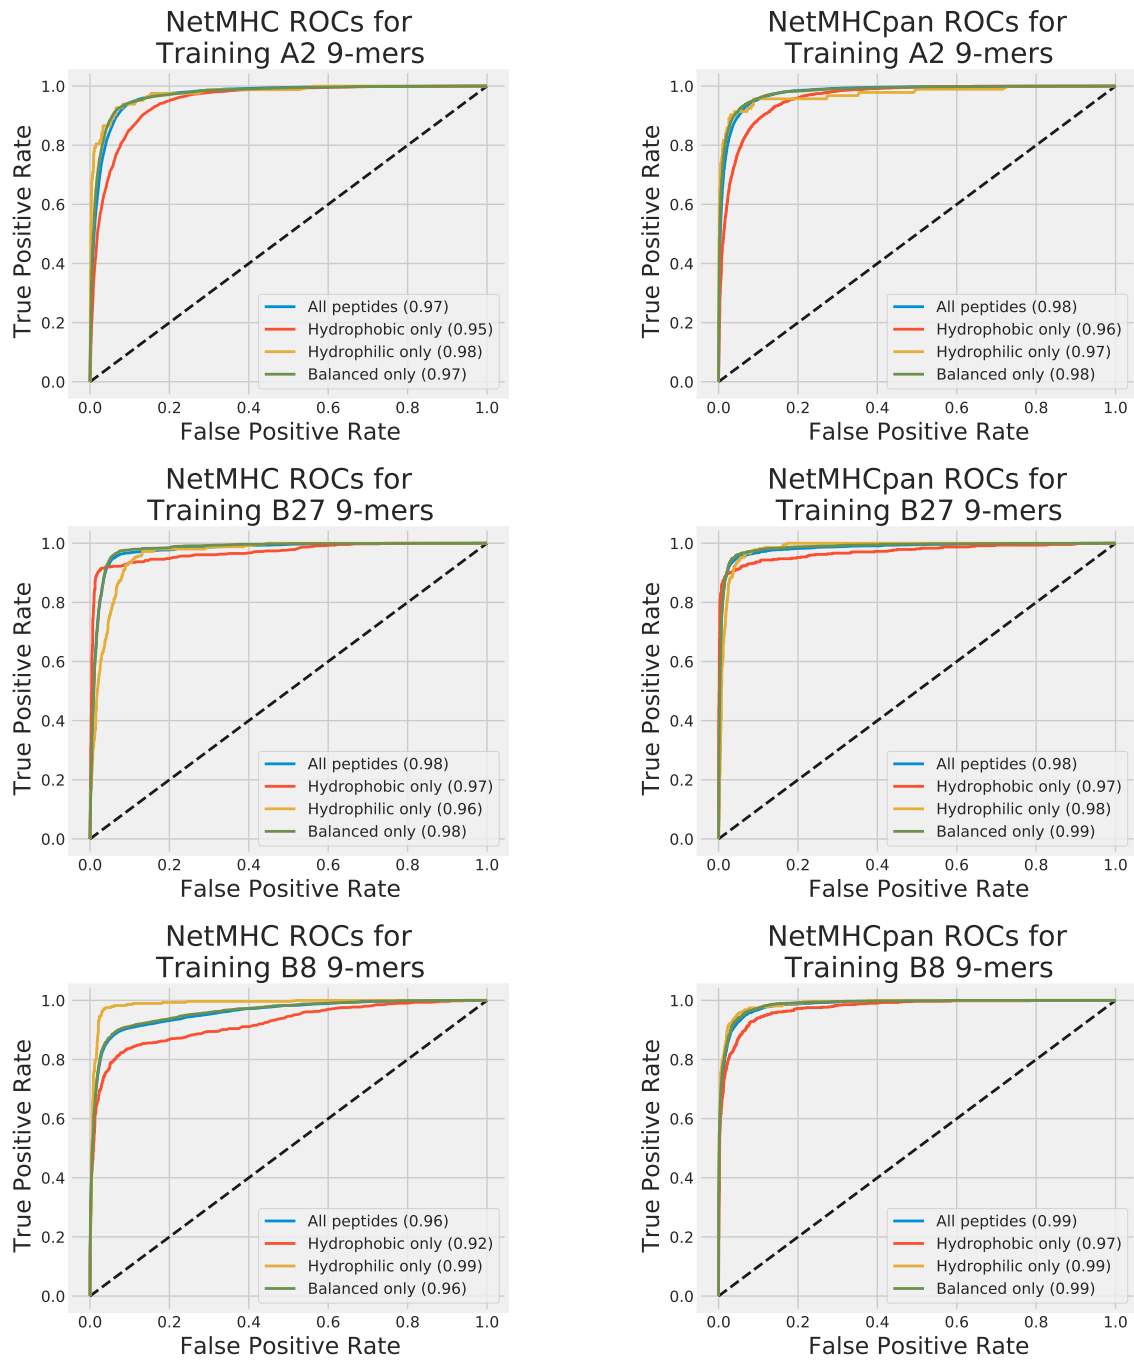 NetMHC ROCs for
Training A2 9-mers
True Positive Rate
1.0
0.8
0.6
0.4
0.2
0.0
All peptides (0.97)
Hydrophobic only (0.95)
Hydrophilic only (0.98)
Balanced only (0.97)
0.0 0.2 0.4 0.6 0.8 1.0
False Positive Rate
NetMHCpan ROCs for
Training A2 9-mers
True Positive Rate
1.0
0.8
0.6
0.4
0.2
0.0
All peptides (0.98)
Hydrophobic only (0.96)
Hydrophilic only (0.97)
Balanced only (0.98)
0.0 0.2 0.4 0.6 0.8 1.0
False Positive Rate
NetMHC ROCs for
Training B27 9-mers
True Positive Rate
1.0
0.8
0.6
0.4
0.2
0.0
All peptides (0.98)
Hydrophobic only (0.97)
Hydrophilic only (0.96)
Balanced only (0.98)
0.0 0.2 0.4 0.6 0.8 1.0
False Positive Rate
NetMHCpan ROCs for
Training B27 9-mers
True Positive Rate
1.0
0.8
0.6
0.4
0.2
0.0
All peptides (0.98)
Hydrophobic only (0.97)
Hydrophilic only (0.98)
Balanced only (0.99)
0.0 0.2 0.4 0.6 0.8 1.0
False Positive Rate
NetMHC ROCs for
Training B8 9-mers
True Positive Rate
1.0
0.8
0.6
0.4
0.2
0.0
All peptides (0.96)
Hydrophobic only (0.92)
Hydrophilic only (0.99)
Balanced only (0.96)
0.0 0.2 0.4 0.6 0.8 1.0
False Positive Rate
NetMHCpan ROCs for
Training B8 9-mers
True Positive Rate
1.0
0.8
0.6
0.4
0.2
0.0
All peptides (0.99)
Hydrophobic only (0.97)
Hydrophilic only (0.99)
Balanced only (0.99)
0.0 0.2 0.4 0.6 0.8 1.0
False Positive Rate